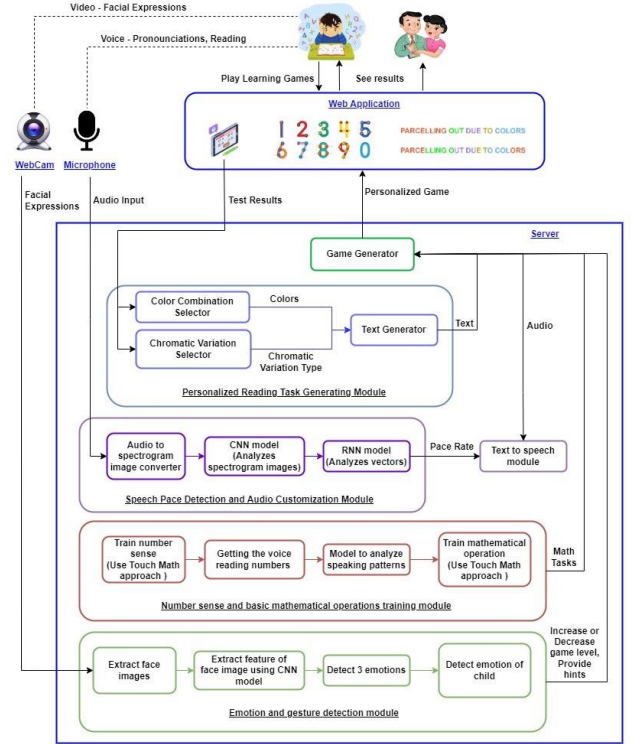 Video - Facial Expressions
Voice - Pronounciations, Reading
Play Learning Games
See results
Web Application
1 2 3 4 5
6 7 8 9 0
PARCELLING OUT DUE TO COLORS
PARCELLING OUT DUE TO COLORS
WebCam
Microphone
Facial
Expressions
Audio Input
Test Results
Personalized Game
Server
Game Generator
Color Combination
Selector
Colors
Chromatic Variation
Selector
Chromatic
Variation Type
Text Generator
Text
Audio
Personalized Reading Task Generating Module
Audio to
spectrogram
image converter
CNN model
(Analyzes
spectrogram images)
RNN model
(Analyzes vectors)
Pace Rate
Text to speech
module
Speech Pace Detection and Audio Customization Module
Train number
sense
(Use Touch Math
approach )
Getting the voice
reading numbers
Model to analyze
speaking patterns
Train mathematical
operation
(Use Touch Math
approach )
Math
Tasks
Number sense and basic mathematical operations training module
Increase or
Decrease
game level,
Provide
hints
Extract face
images
Extract feature of
face image using CNN
model
Detect 3 emotions
Detect emotion of
child
Emotion and gesture detection module